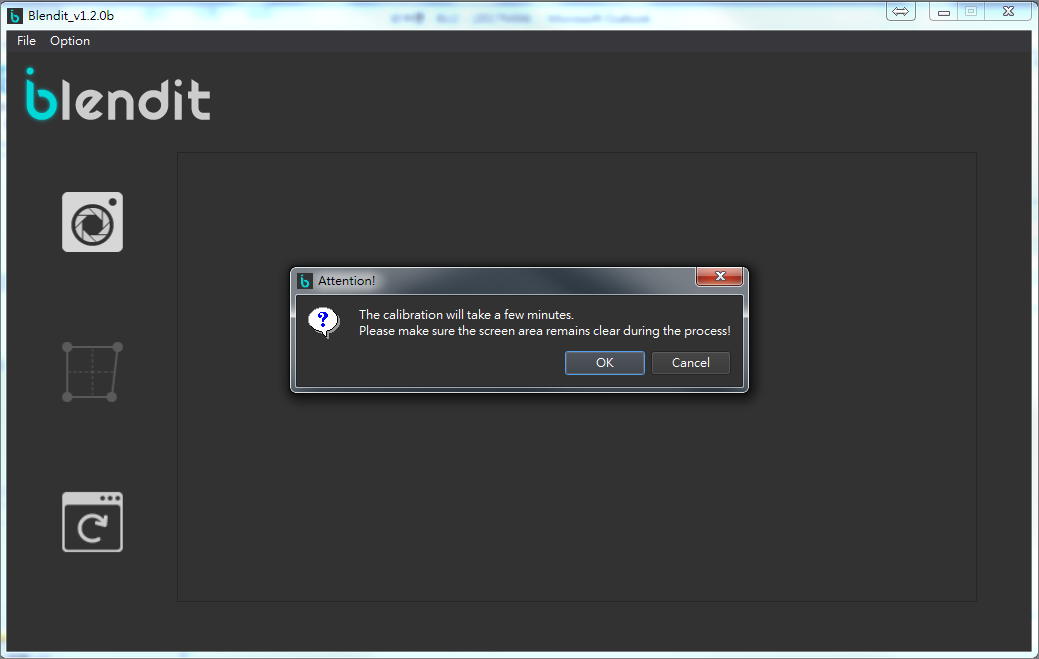 Blendit_v1.2.0b
File Option
blendit
Attention!
The calibration will take a few minutes.
Please make sure the screen area remains clear during the process!
OK Cancel